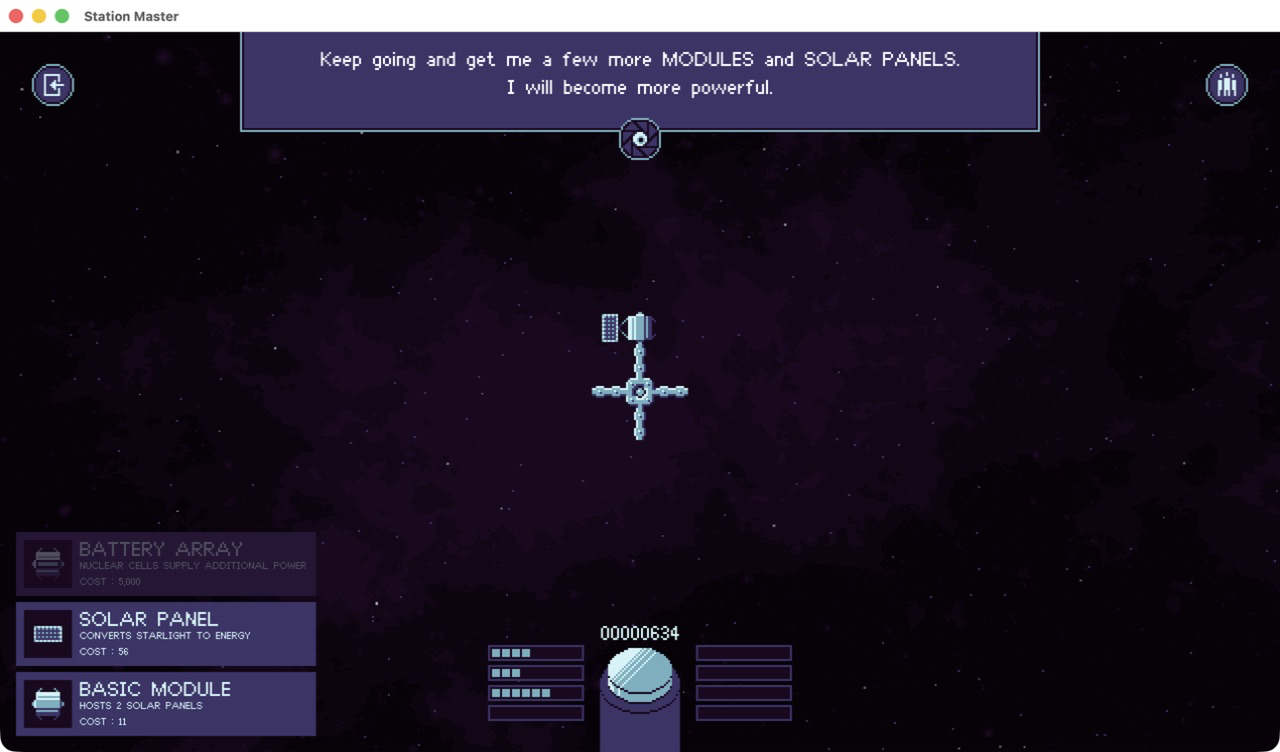 Station Master
Keep going and get me a few more MODULES and SOLAR PANELS.
I will become more powerful.
BATTERY ARRAY
NUCLEAR CELLS SUPPLY ADDITIONAL POWER
COST : 5,000
SOLAR PANEL
CONVERTS STARLIGHT TO ENERGY
COST : 56
BASIC MODULE
HOSTS 2 SOLAR PANELS
COST : 11
00000634